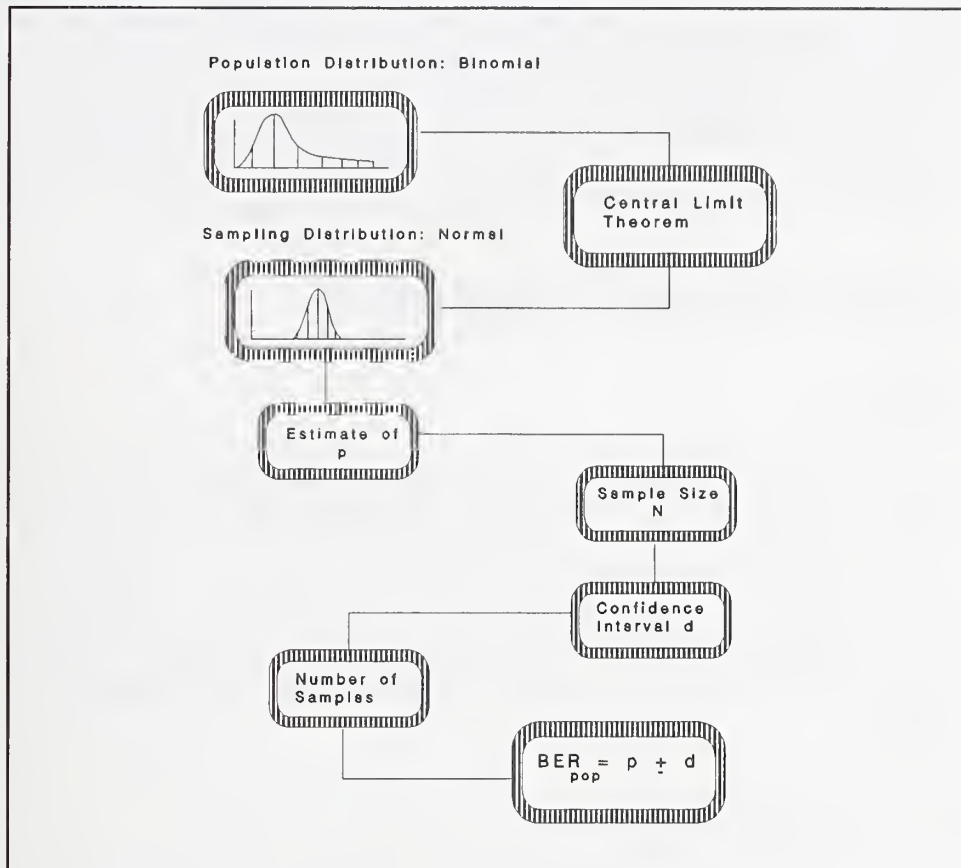 Population Distribution: Binomial
Central Limit
Theorem
Sampling Distribution: Normal
Estimate of
p
Sample Size
N
Confidence
Interval d
Number of
Samples
BER = p ± d
pop